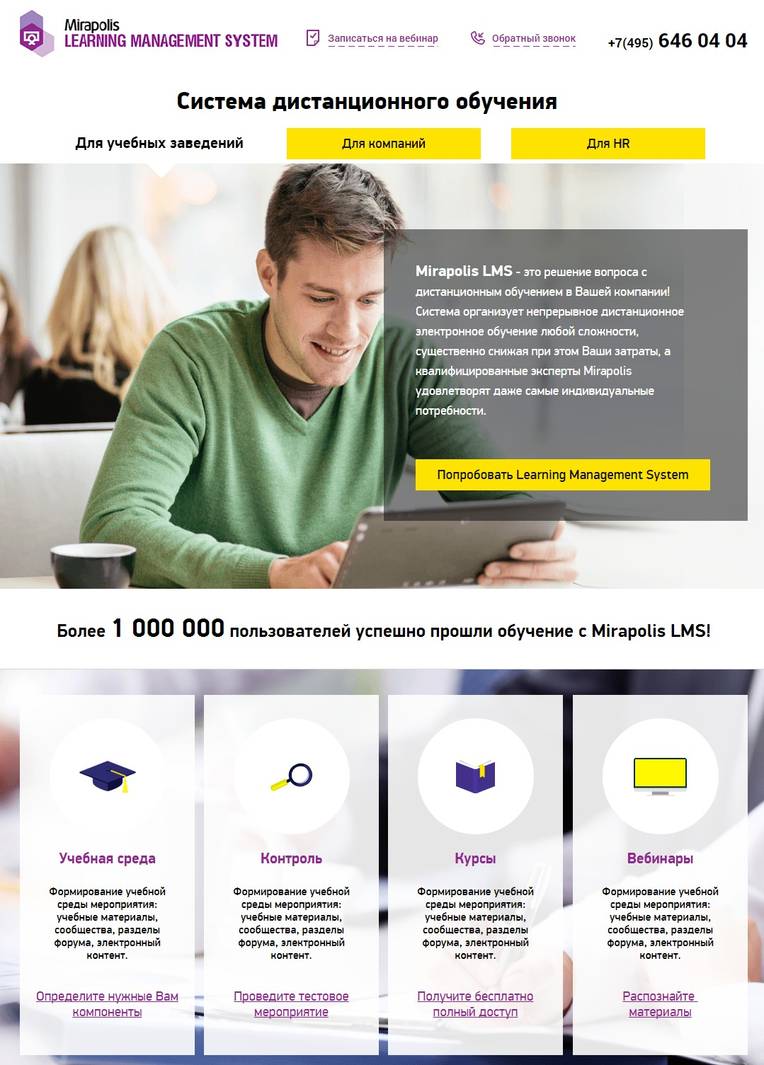 Mirapolis
LEARNING MANAGEMENT SYSTEM
Записаться на вебинар
Обратный звонок
+7(495) 646 04 04
Система дистанционного обучения
Для учебных заведений
Для компаний
Для HR
Mirapolis LMS - это решение вопроса с
дистанционным обучением в Вашей компании!
Система организует непрерывное дистанционное
электронное обучение любой сложности,
существенно снижая при этом Ваши затраты, а
квалифицированные эксперты Mirapolis
удовлетворят даже самые индивидуальные
потребности.
Попробовать Learning Management System
Более 1 000 000 пользователей успешно прошли обучение с Mirapolis LMS!
Учебная среда
Формирование учебной
среды мероприятия:
учебные материалы,
сообщества, разделы
форума, электронный
контент.
Определите нужные Вам
компоненты
Контроль
Формирование учебной
среды мероприятия:
учебные материалы,
сообщества, разделы
форума, электронный
контент.
Проведите тестовое
мероприятие
Курсы
Формирование учебной
среды мероприятия:
учебные материалы,
сообщества, разделы
форума, электронный
контент.
Получите бесплатно
полный доступ
Вебинары
Формирование учебной
среды мероприятия:
учебные материалы,
сообщества, разделы
форума, электронный
контент.
Распознайте
материалы